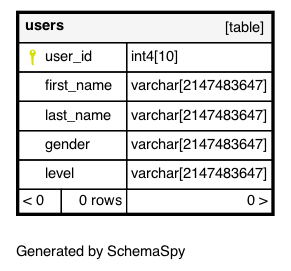 users [table]
user_id int4[10]
first_name varchar[2147483647]
last_name varchar[2147483647]
gender varchar[2147483647]
level varchar[2147483647]
< 0 0 rows 0 >
Generated by SchemaSpy